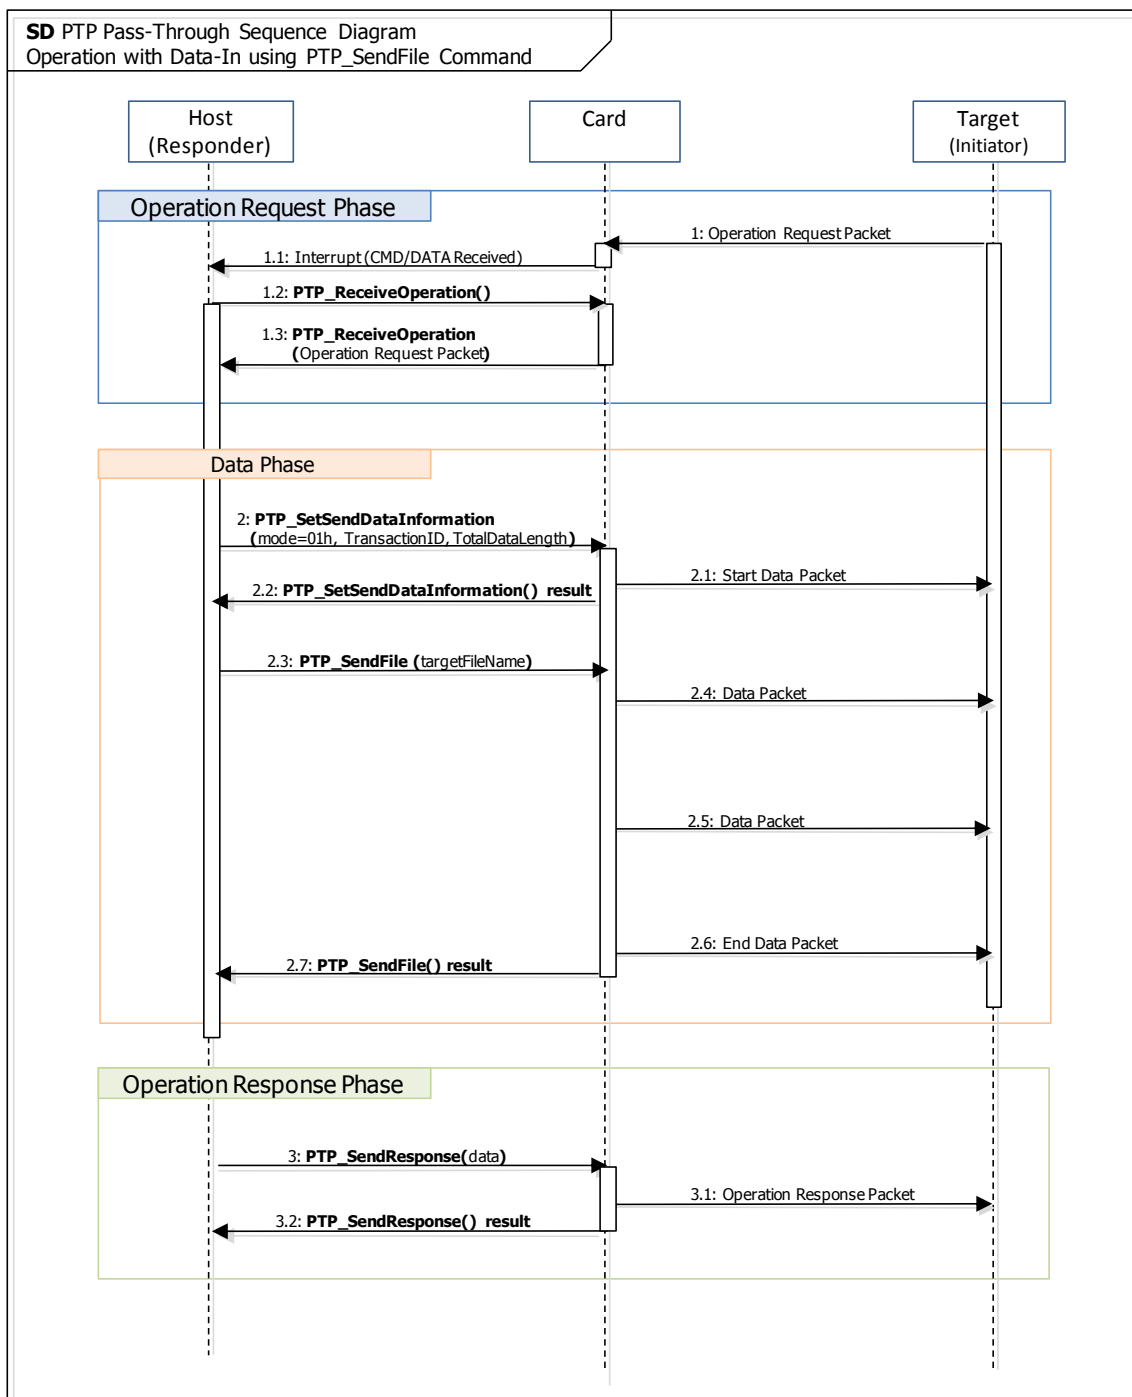 SD PTP Pass-Through Sequence Diagram
Operation with Data-In using PTP_SendFile Command
Host
(Responder)
Card
Target
(Initiator)
Operation Request Phase
1: Operation Request Packet
1.1: Interrupt (CMD/DATA Received)
1.2: PTP_ReceiveOperation()
1.3: PTP_ReceiveOperation
(Operation Request Packet)
Data Phase
2: PTP_SetSendDataInformation
(mode=01h, TransactionID, TotalDataLength)
2.1: Start Data Packet
2.2: PTP_SetSendDataInformation() result
2.3: PTP_SendFile (targetFileName)
2.4: Data Packet
2.5: Data Packet
2.6: End Data Packet
2.7: PTP_SendFile() result
Operation Response Phase
3: PTP_SendResponse(data)
3.1: Operation Response Packet
3.2: PTP_SendResponse() result